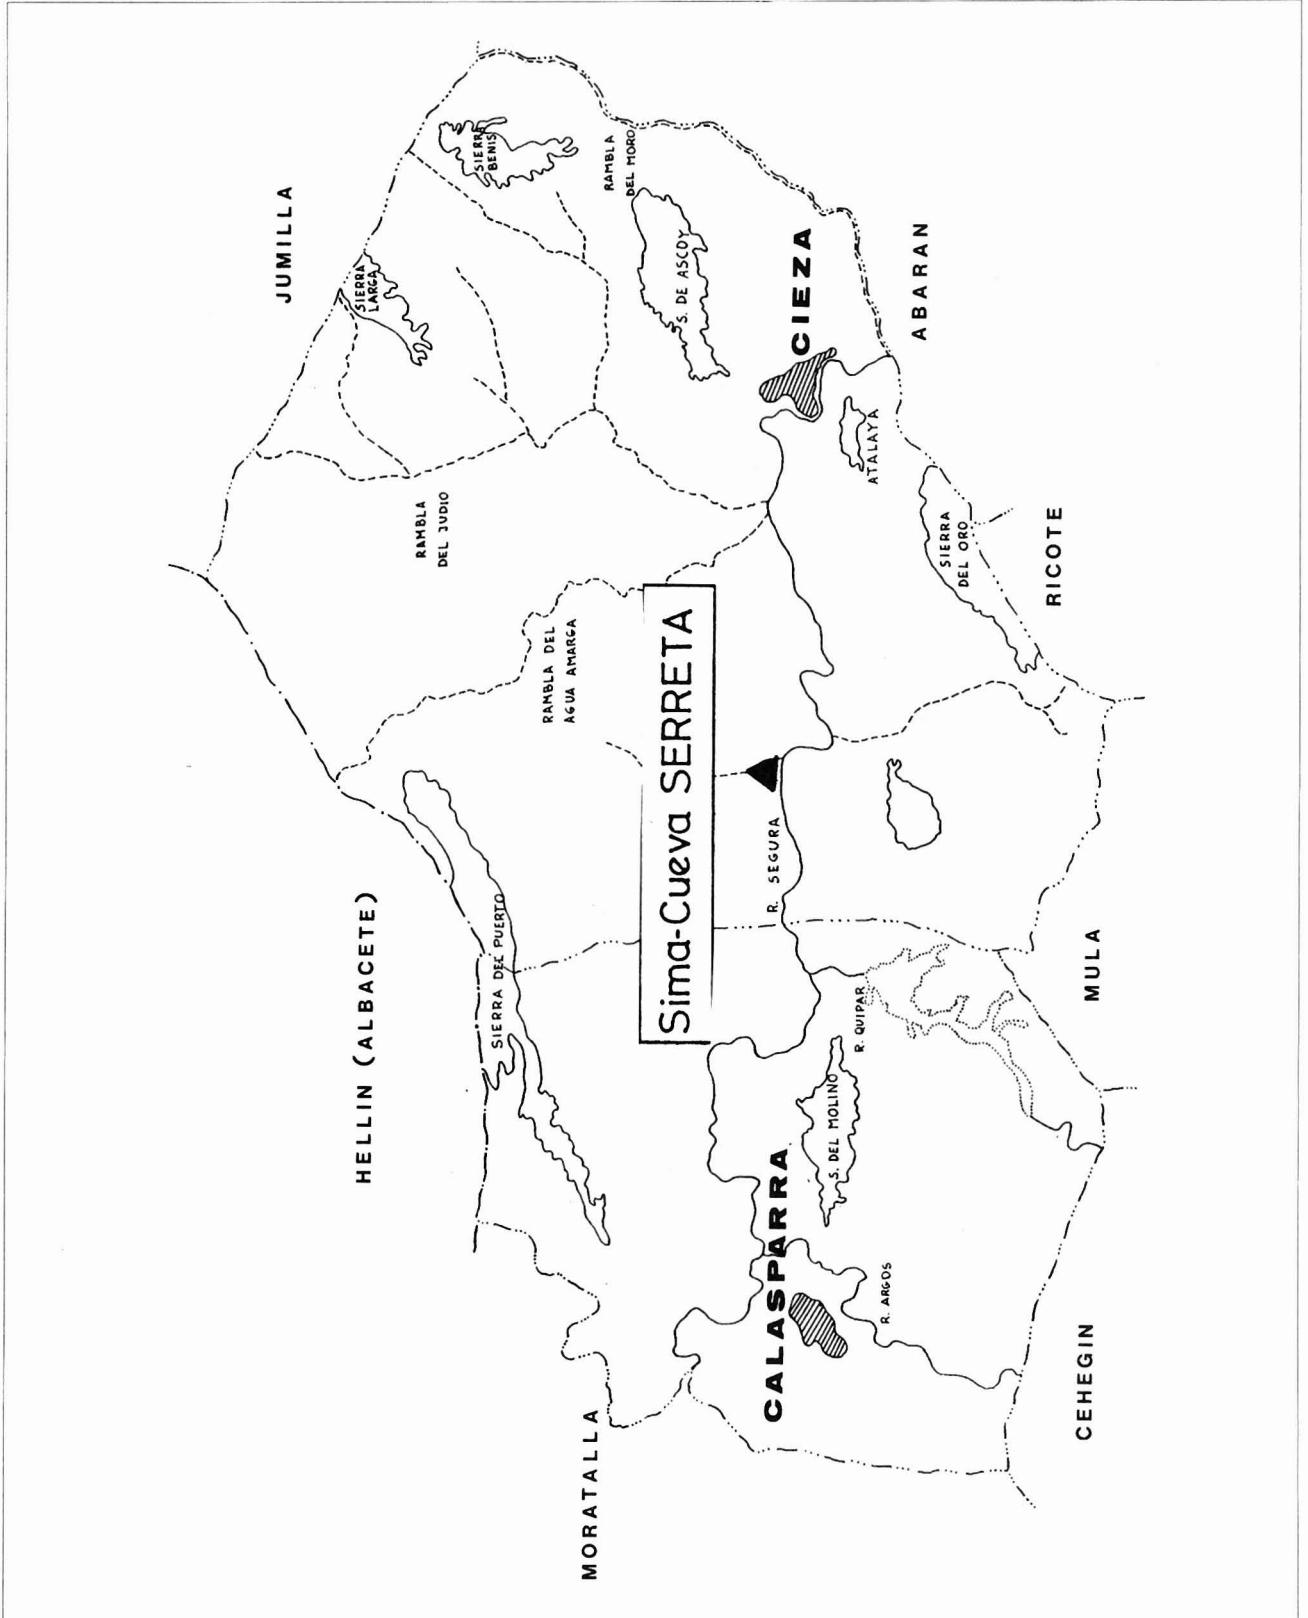 JUMILLA
HELLIN (ALBACETE)
SIERRA
LARGA
SIERRA
BENIS
RAMBLA
DEL JUDIO
SIERRA DEL PUERTO
RAMBLA DEL
AGUA AMARGA
RAMBLA
DEL MORO
MORATALLA
S. DE ASCOY
Sima-Cueva SERRETA
CIEZA
R. SEGURA
CALASPARRA
S. DEL MOLINO
R. QUIPAR
ATALAYA
R. ARGOS
ABARAN
SIERRA
DEL ORO
RICOTE
MULA
CEHEGIN